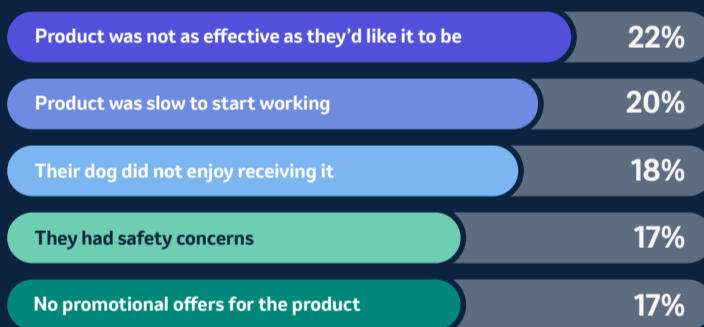 Product was not as effective as they’d like it to be 22%
Product was slow to start working 20%
Their dog did not enjoy receiving it 18%
They had safety concerns 17%
No promotional offers for the product 17%